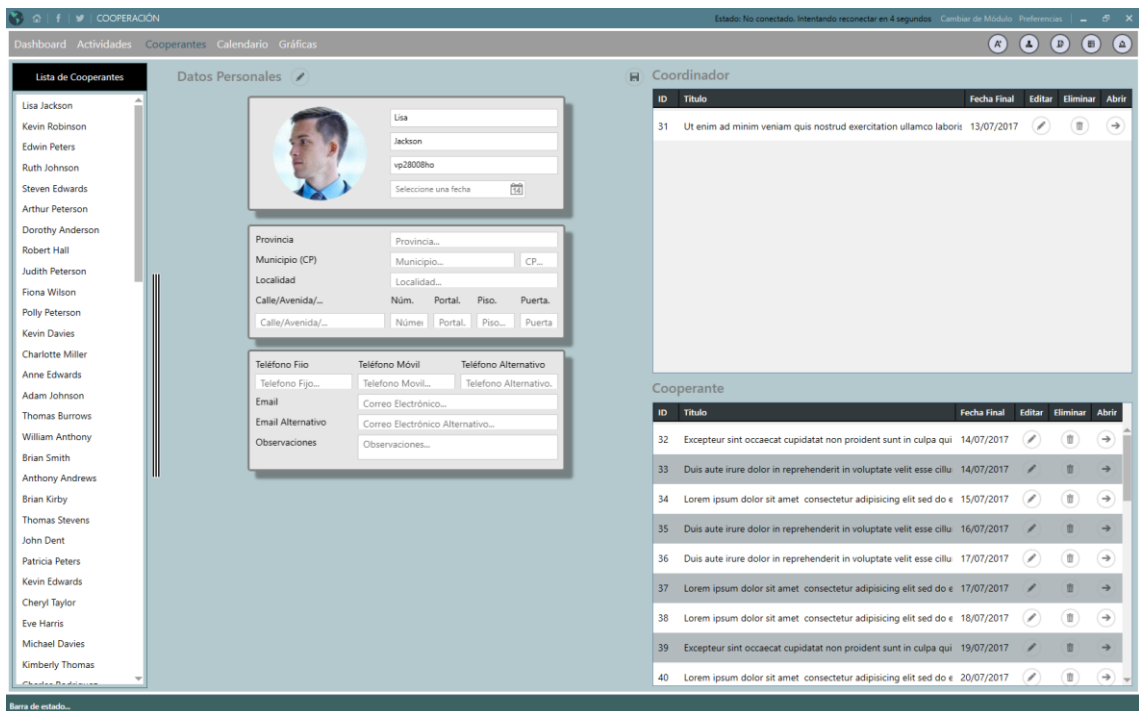 COOPERACIÓN
Estado: No conectado. Intentando reconectar en 4 segundos Cambiar de Módulo Preferencias
Dashboard Actividades Cooperantes Calendario Gráficas
Lista de Cooperantes
Lisa Jackson
Kevin Robinson
Edwin Peters
Ruth Johnson
Steven Edwards
Arthur Peterson
Dorothy Anderson
Robert Hall
Judith Peterson
Fiona Wilson
Polly Peterson
Kevin Davies
Charlotte Miller
Anne Edwards
Adam Johnson
Thomas Burrows
William Anthony
Brian Smith
Anthony Andrews
Brian Kirby
Thomas Stevens
John Dent
Patricia Peters
Kevin Edwards
Cheryl Taylor
Eve Harris
Michael Davies
Kimberly Thomas
Charles Rodriguez
Datos Personales
Lisa
Jackson
vp28008ho
Seleccione una fecha 14
Provincia Provincia...
Municipio (CP) Municipio... CP...
Localidad Localidad...
Calle/Avenida/... Núm. Portal. Piso. Puerta.
Calle/Avenida/... Númer Portal. Piso... Puerta
Teléfono Fijo Teléfono Móvil Teléfono Alternativo
Telefono Fijo... Telefono Movil... Telefono Alternativo.
Email Correo Electrónico...
Email Alternativo Correo Electrónico Alternativo...
Observaciones Observaciones...
Coordinador
ID Título Fecha Final Editar Eliminar Abrir
31 Ut enim ad minim veniam quis nostrud exercitation ullamco laboris 13/07/2017
Cooperante
ID Título Fecha Final Editar Eliminar Abrir
32 Excepteur sint occaecat cupidatat non proident sunt in culpa qui 14/07/2017
33 Duis aute irure dolor in reprehenderit in voluptate velit esse cillu 14/07/2017
34 Lorem ipsum dolor sit amet consectetur adipisicing elit sed do e 15/07/2017
35 Duis aute irure dolor in reprehenderit in voluptate velit esse cillu 16/07/2017
36 Duis aute irure dolor in reprehenderit in voluptate velit esse cillu 17/07/2017
37 Lorem ipsum dolor sit amet consectetur adipisicing elit sed do e 17/07/2017
38 Lorem ipsum dolor sit amet consectetur adipisicing elit sed do e 18/07/2017
39 Excepteur sint occaecat cupidatat non proident sunt in culpa qui 19/07/2017
40 Lorem ipsum dolor sit amet consectetur adipisicing elit sed do e 20/07/2017
Barra de estado...